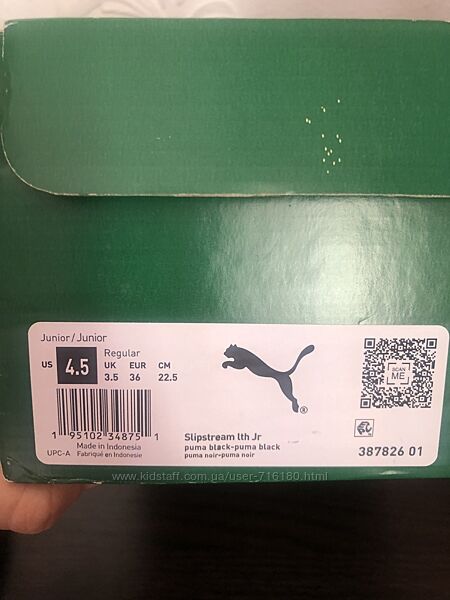 Junior/Junior
Regular
US 4.5 UK EUR CM
3.5 36 22.5
1 95102 34875 1
Made in Indonesia
UPC-A Fabriqué en Indonésie
Slipstream lth Jr
puma black-puma black
puma noir-puma noir
SCAN
ME
®
387826 01
www.kidstaff.com.ua/user-716180.html